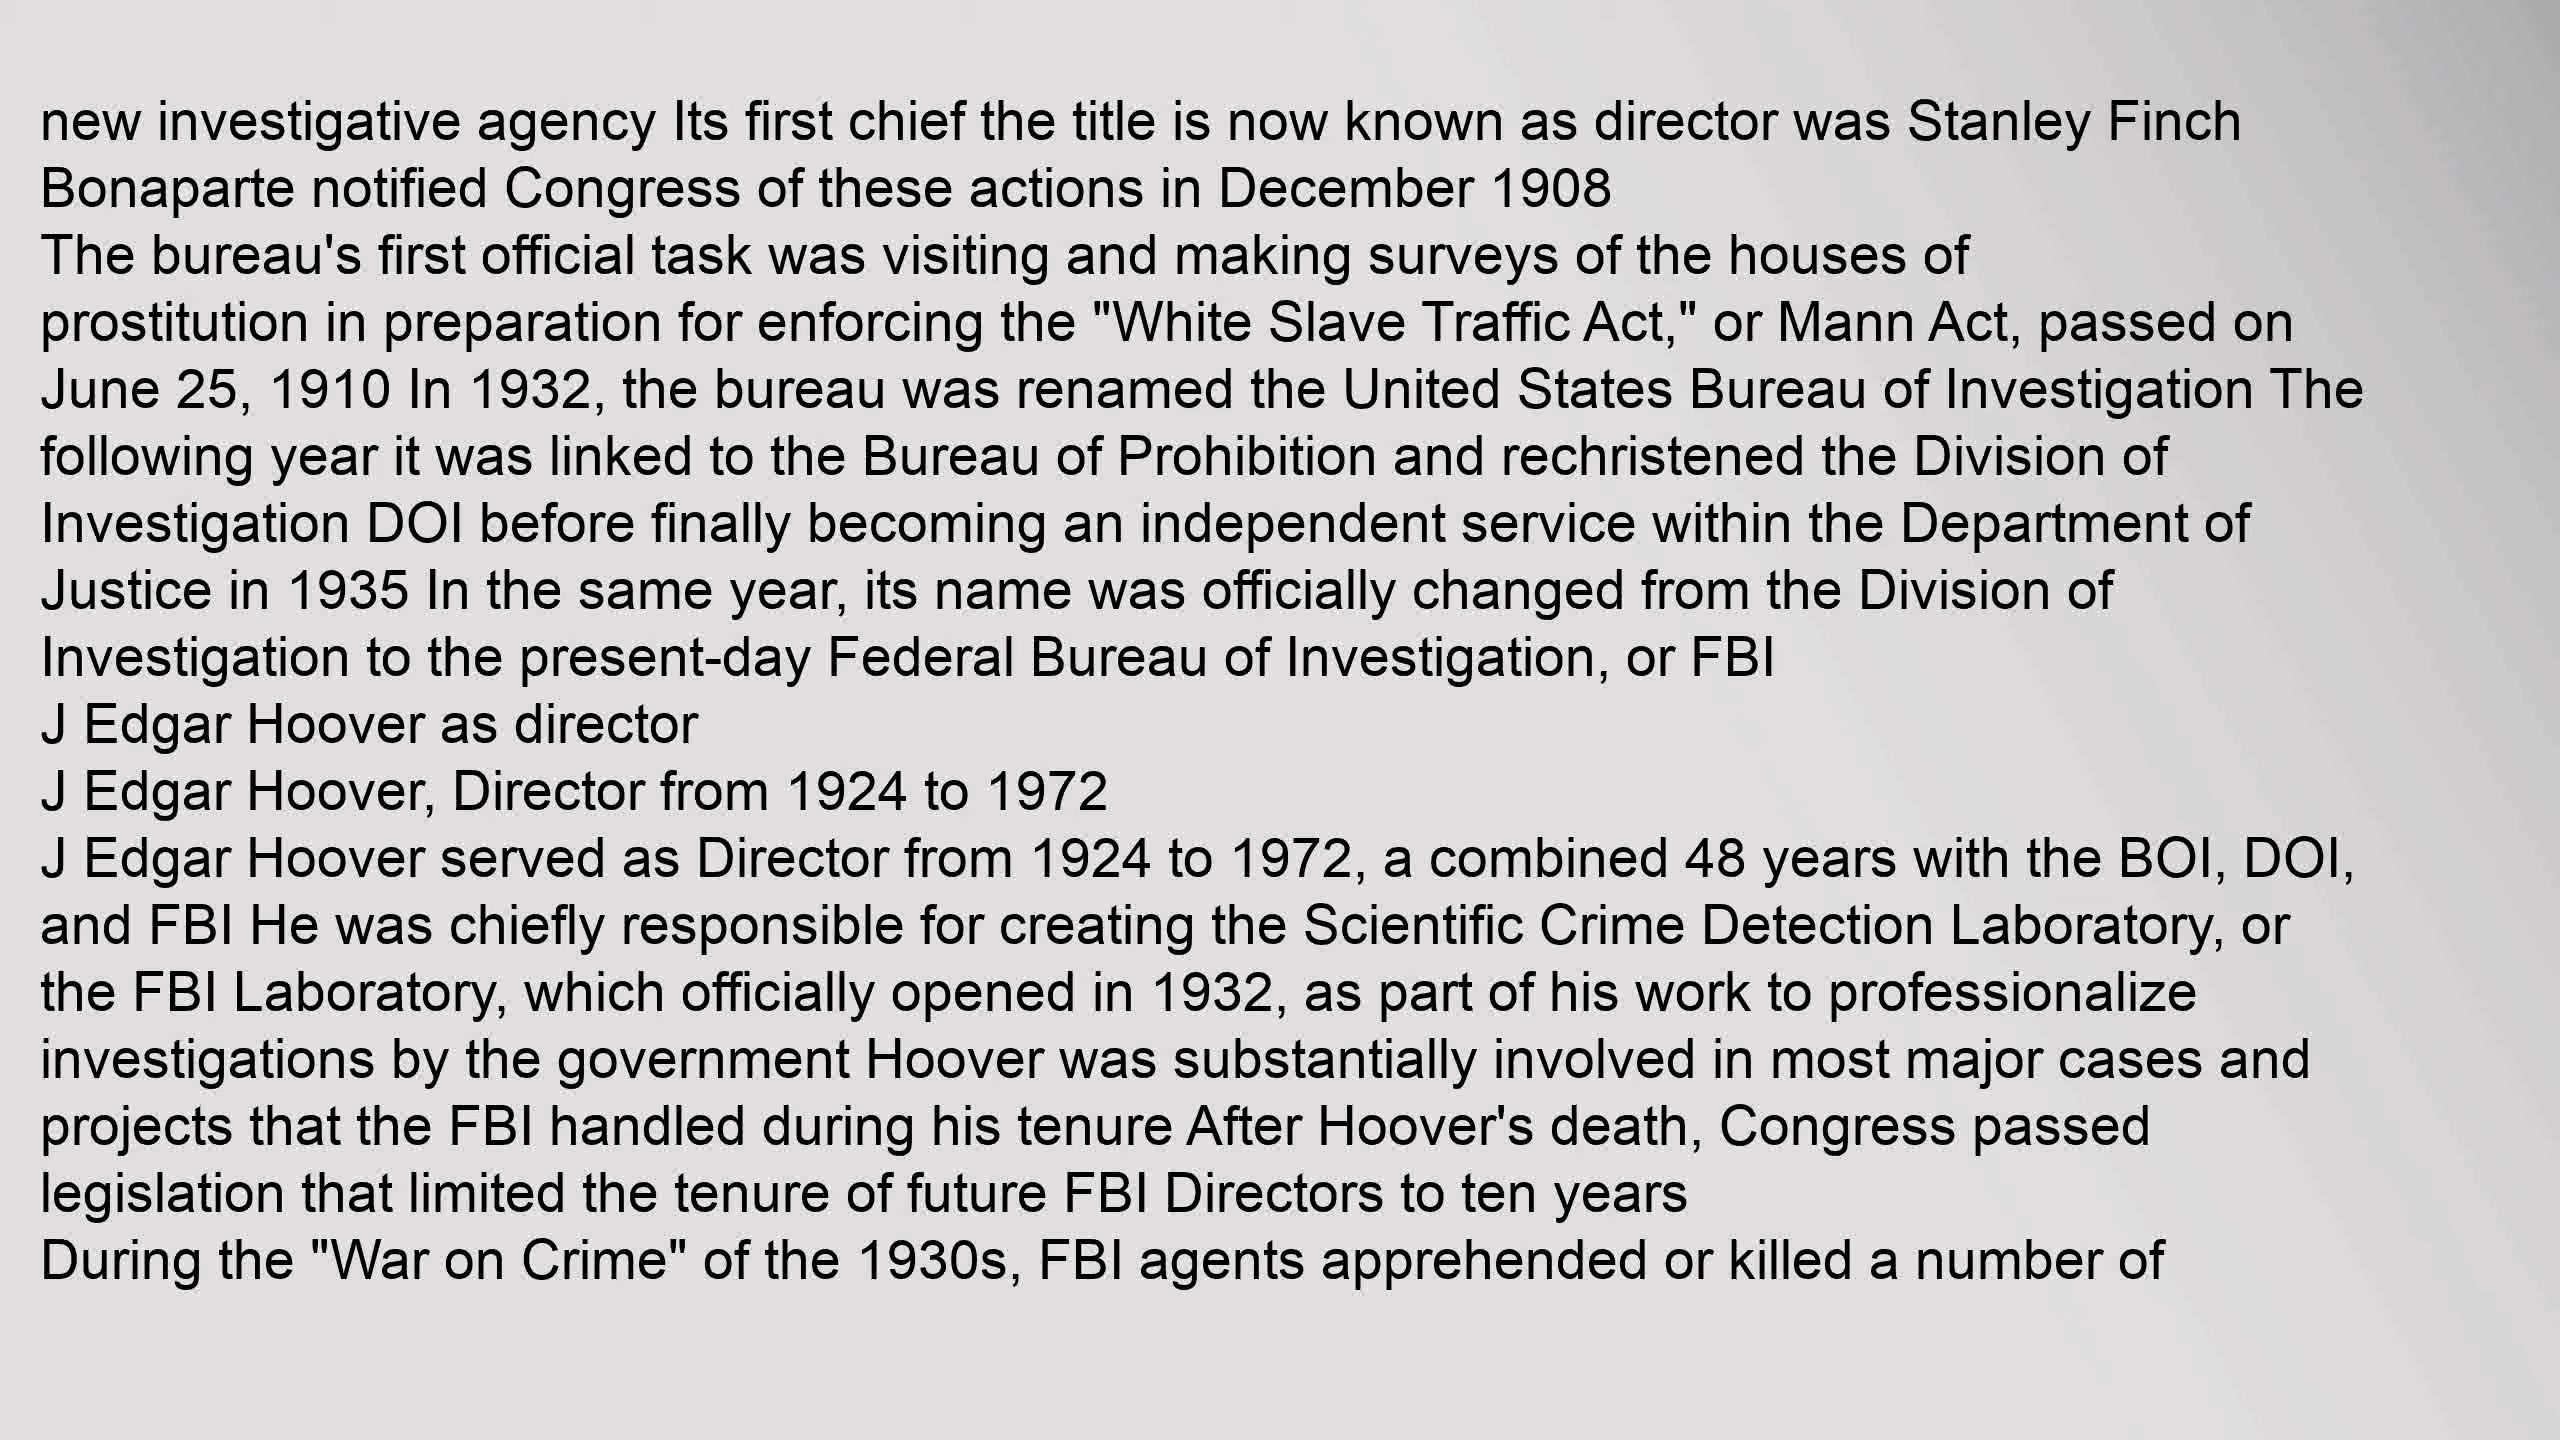 new investigative agency Its first chief the title is now known as director was Stanley Finch
Bonaparte notified Congress of these actions in December 1908
The bureau's first official task was visiting and making surveys of the houses of
prostitution in preparation for enforcing the "White Slave Traffic Act," or Mann Act, passed on
June 25, 1910 In 1932, the bureau was renamed the United States Bureau of Investigation The
following year it was linked to the Bureau of Prohibition and rechristened the Division of
Investigation DOI before finally becoming an independent service within the Department of
Justice in 1935 In the same year, its name was officially changed from the Division of
Investigation to the present-day Federal Bureau of Investigation, or FBI
J Edgar Hoover as director
J Edgar Hoover, Director from 1924 to 1972
J Edgar Hoover served as Director from 1924 to 1972, a combined 48 years with the BOI, DOI,
and FBI He was chiefly responsible for creating the Scientific Crime Detection Laboratory, or
the FBI Laboratory, which officially opened in 1932, as part of his work to professionalize
investigations by the government Hoover was substantially involved in most major cases and
projects that the FBI handled during his tenure After Hoover's death, Congress passed
legislation that limited the tenure of future FBI Directors to ten years
During the "War on Crime" of the 1930s, FBI agents apprehended or killed a number of